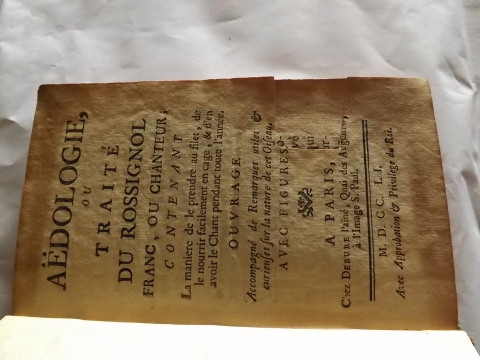 AËDOLOGIE,
OU
TRAITÉ
DU ROSSIGNOL
FRANC, OU CHANTEUR;
CONTENANT
La maniere de le prendre au filet, de
le nourrir facilement en cage, & d'en
avoir le Chant pendant toute l'année.
OUVRAGE
Accompagné de Remarques utiles &
curieuses sur la nature de cet Oiseau.
AVEC FIGURES.
qui
A PARIS,
Chez DEBURE l'aîné, Quai des Augustins,
à l'Image S. Paul.
M. D. CC. LI.
Avec Approbation & Privilege du Roi.